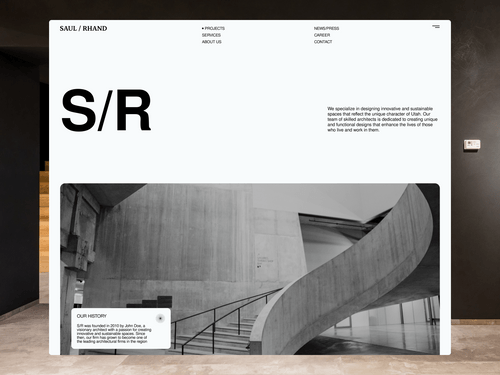 SAUL / RHAND
• PROJECTS
SERVICES
ABOUT US
NEWS/PRESS
CAREER
CONTACT
S/R
We specialize in designing innovative and sustainable
spaces that reflect the unique character of Utah. Our
team of skilled architects is dedicated to creating unique
and functional designs that enhance the lives of those
who live and work in them.
OUR HISTORY
S/R was founded in 2010 by John Doe, a
visionary architect with a passion for creating
innovative and sustainable spaces. Since
then, our firm has grown to become one of
the leading architectural firms in the region